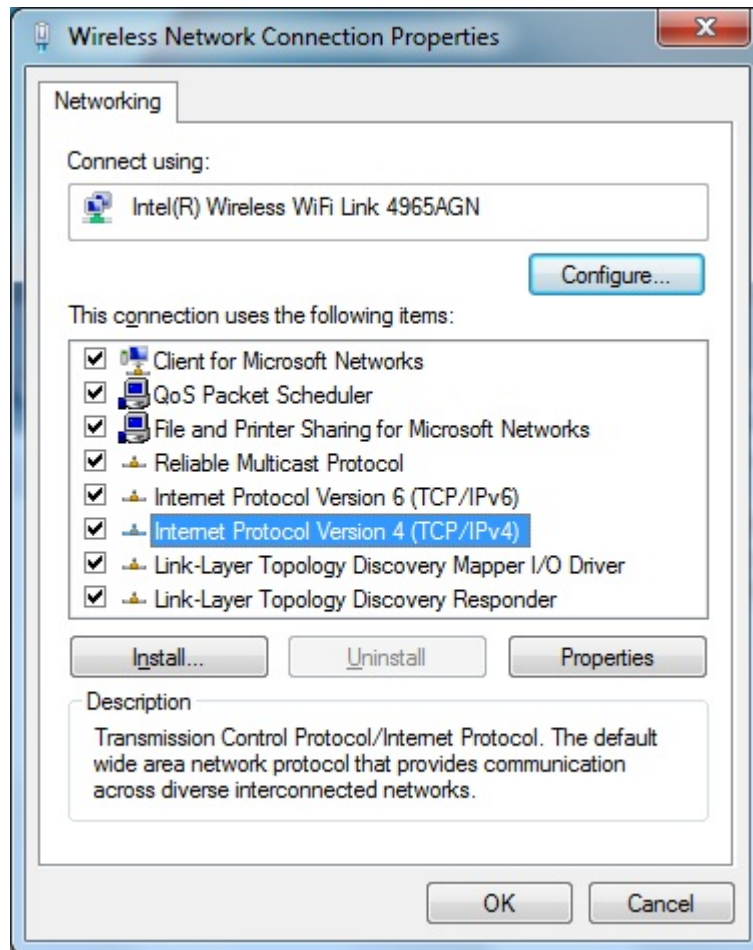 Wireless Network Connection Properties
Networking
Connect using:
Intel(R) Wireless WiFi Link 4965AGN
Configure...
This connection uses the following items:
Client for Microsoft Networks
QoS Packet Scheduler
File and Printer Sharing for Microsoft Networks
Reliable Multicast Protocol
Internet Protocol Version 6 (TCP/IPv6)
Internet Protocol Version 4 (TCP/IPv4)
Link-Layer Topology Discovery Mapper I/O Driver
Link-Layer Topology Discovery Responder
Install... Uninstall Properties
Description
Transmission Control Protocol/Internet Protocol. The default
wide area network protocol that provides communication
across diverse interconnected networks.
OK Cancel